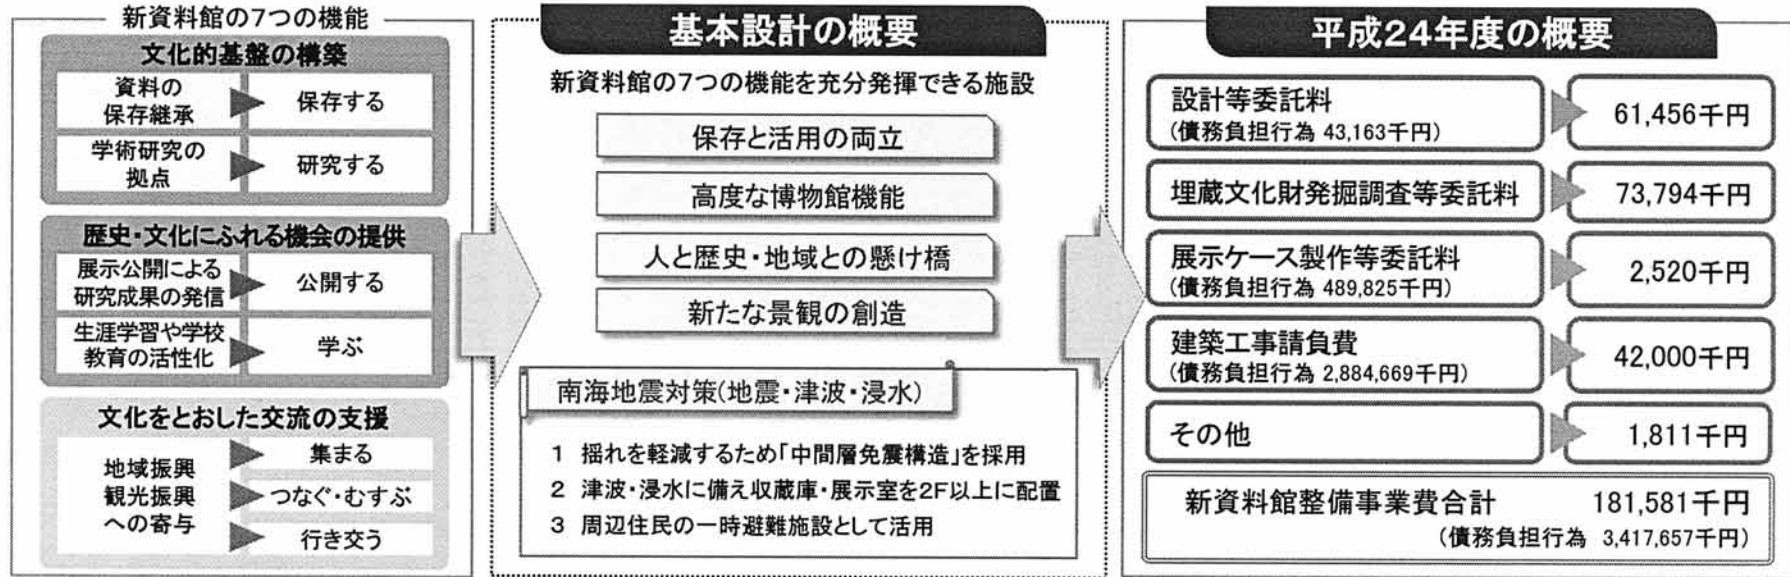 新資料館の7つの機能
文化的基盤の構築
資料の
保存継承
保存する
学術研究の
拠点
研究する
歴史・文化にふれる機会の提供
展示公開による
研究成果の発信
公開する
生涯学習や学校
教育の活性化
学ぶ
文化をとおした交流の支援
地域振興
観光振興
への寄与
集まる
つなぐ・むすぶ
行き交う
基本設計の概要
新資料館の7つの機能を充分発揮できる施設
保存と活用の両立
高度な博物館機能
人と歴史・地域との懸け橋
新たな景観の創造
南海地震対策(地震・津波・浸水)
1 揺れを軽減するため「中間層免震構造」を採用
2 津波・浸水に備え収蔵庫・展示室を2F以上に配置
3 周辺住民の一時避難施設として活用
平成24年度の概要
設計等委託料
(債務負担行為 43,163千円)
61,456千円
埋蔵文化財発掘調査等委託料
73,794千円
展示ケース製作等委託料
(債務負担行為 489,825千円)
2,520千円
建築工事請負費
(債務負担行為 2,884,669千円)
42,000千円
その他
1,811千円
新資料館整備事業費合計 181,581千円
(債務負担行為 3,417,657千円)